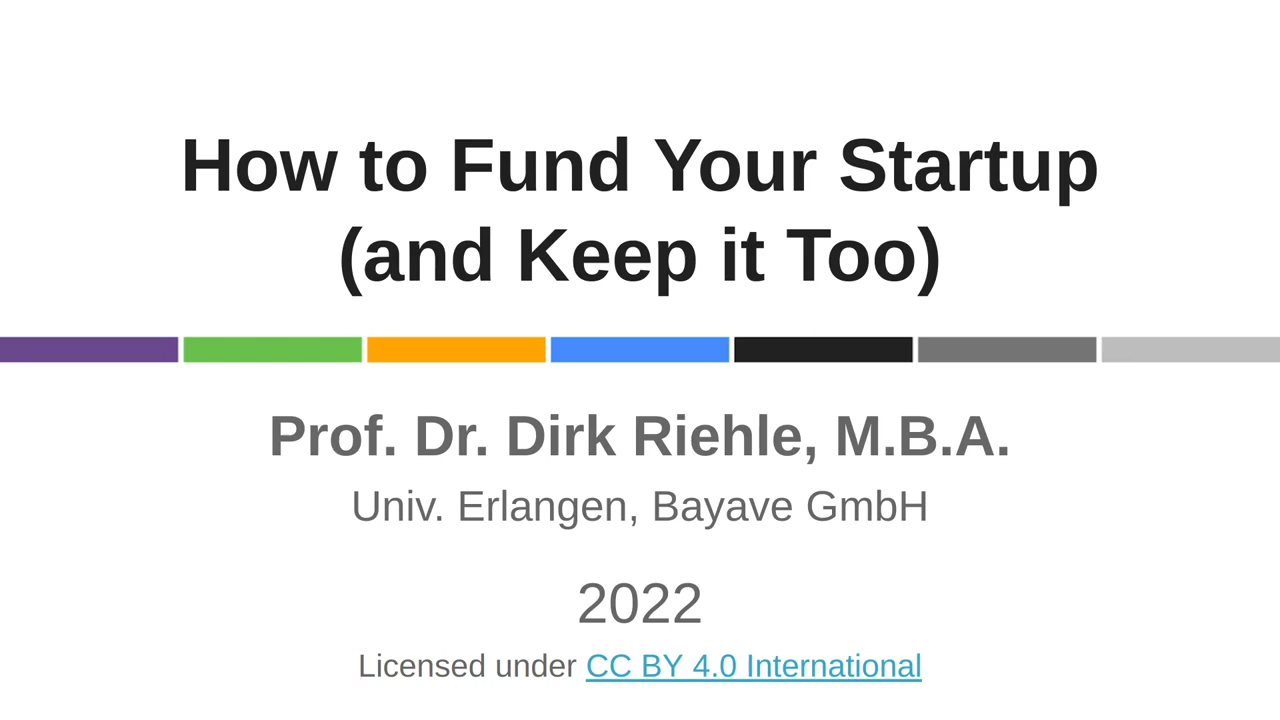 How to Fund Your Startup
(and Keep it Too)
Prof. Dr. Dirk Riehle, M.B.A.
Univ. Erlangen, Bayave GmbH
2022
Licensed under CC BY 4.0 International